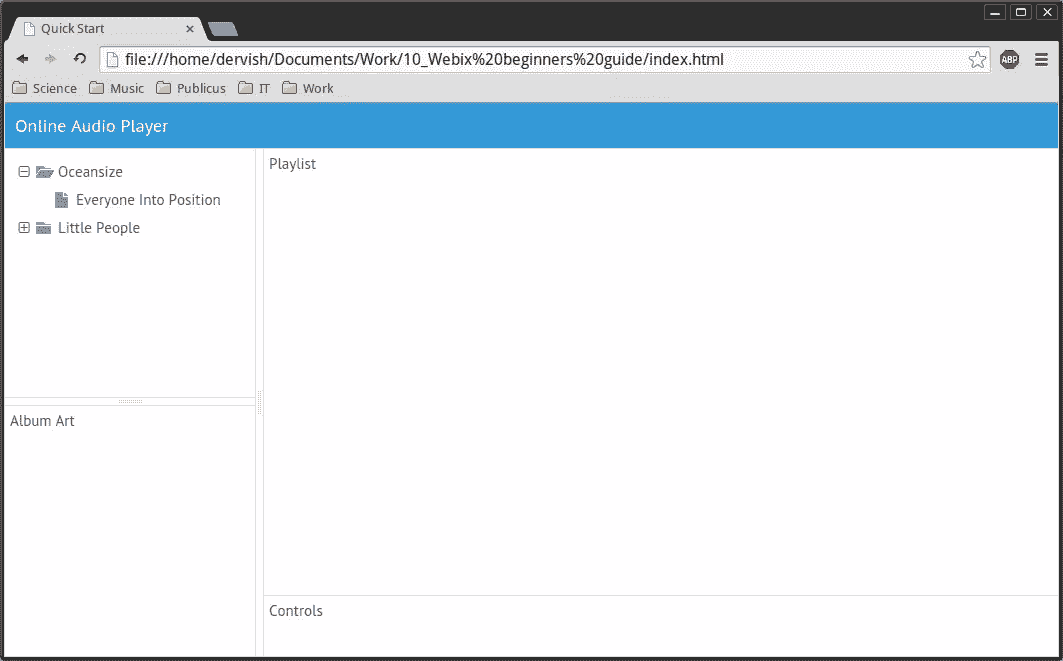 Quick Start
file:///home/dervish/Documents/Work/10_Webix%20beginners%20guide/index.html
ABP
Science Music Publicus IT Work
Online Audio Player
Oceansize
Everyone Into Position
Little People
Playlist
Album Art
Controls